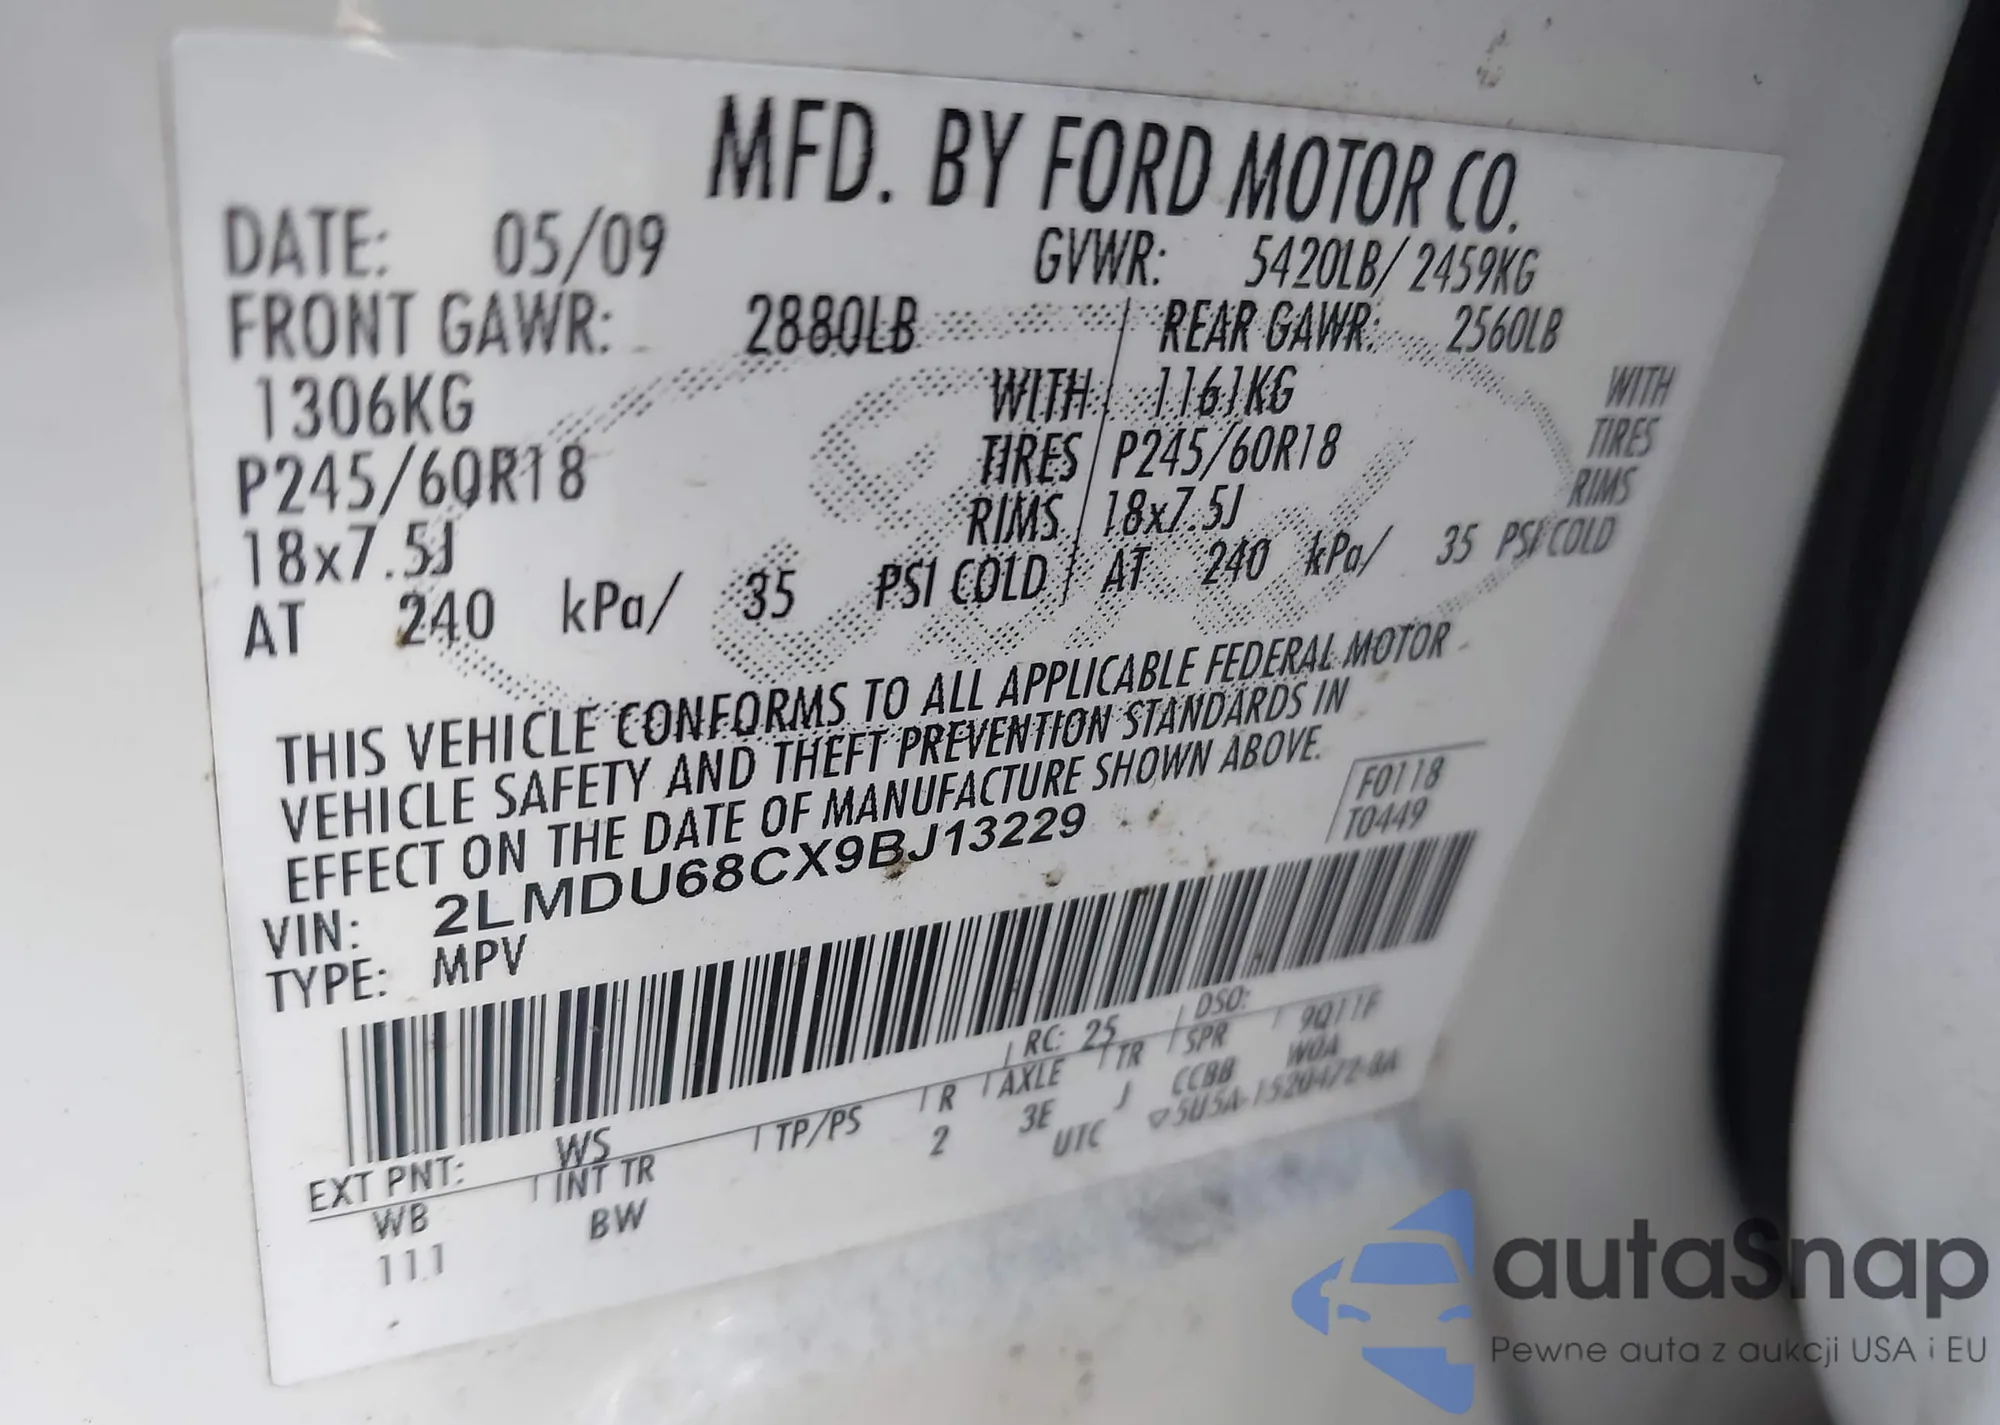 MFD. BY FORD MOTOR CO.
DATE: 05/09 GVWR: 5420LB/ 2459KG
FRONT GAWR: 2880LB REAR GAWR: 2560LB
1306KG WITH 1161KG WITH
P245/60R18 TIRES P245/60R18 TIRES
18x7.5J RIMS 18x7.5J RIMS
AT 240 kPa/ 35 PSI COLD AT 240 kPa/ 35 PSI COLD
THIS VEHICLE CONFORMS TO ALL APPLICABLE FEDERAL MOTOR
VEHICLE SAFETY AND THEFT PREVENTION STANDARDS IN
EFFECT ON THE DATE OF MANUFACTURE SHOWN ABOVE.
F0118
T0449
VIN: 2LMDU68CX9BJ13229
TYPE: MPV
EXT PNT: WS RC: 25 DSO:
WB INT TR TP/PS R AXLE TR SPR 9Q11F
111 BW 2 3E J CCBB W0A
UTC
autaSnap
Pewne auta z aukcji USA i EU